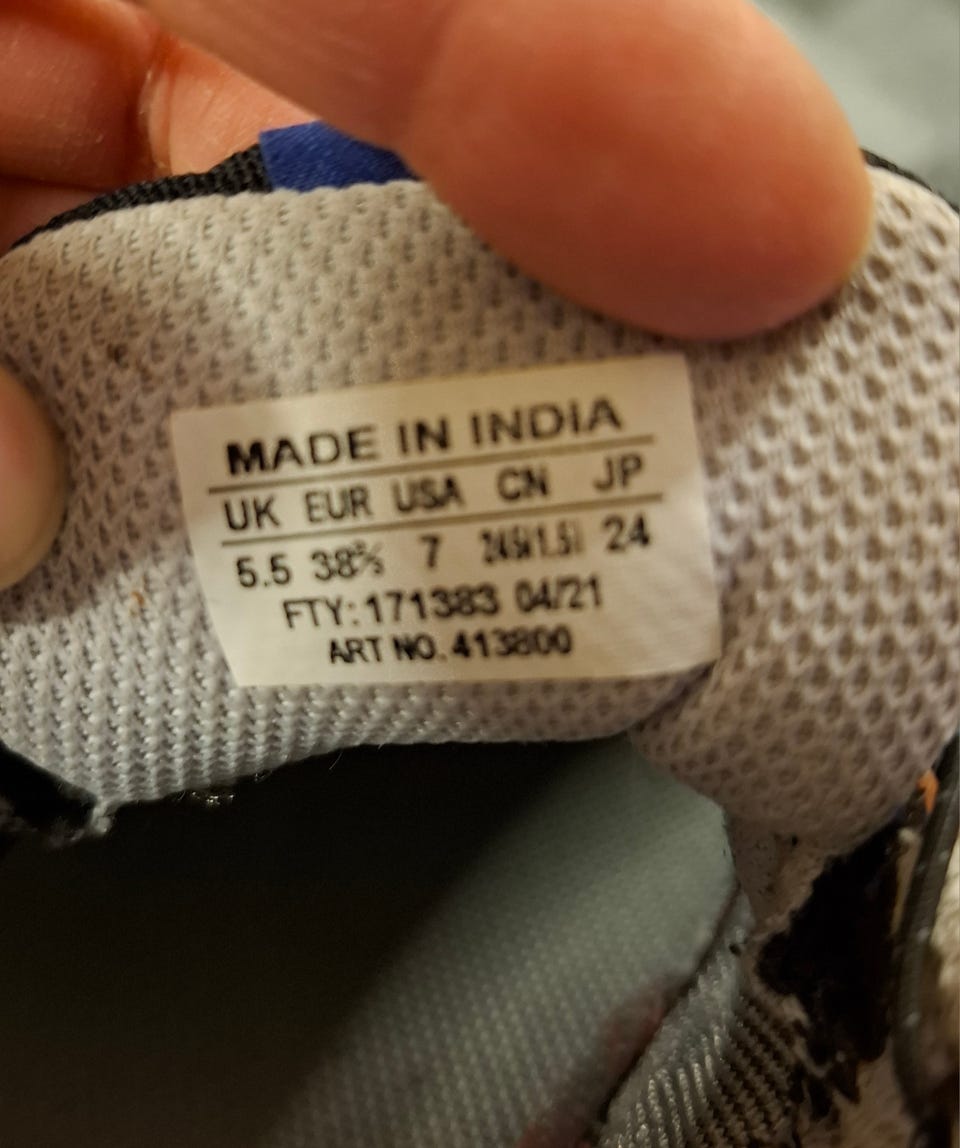 MADE IN INDIA
UK EUR USA CN JP
5.5 38⅔ 7 24
FTY: 171383 04/21
ART NO. 413800